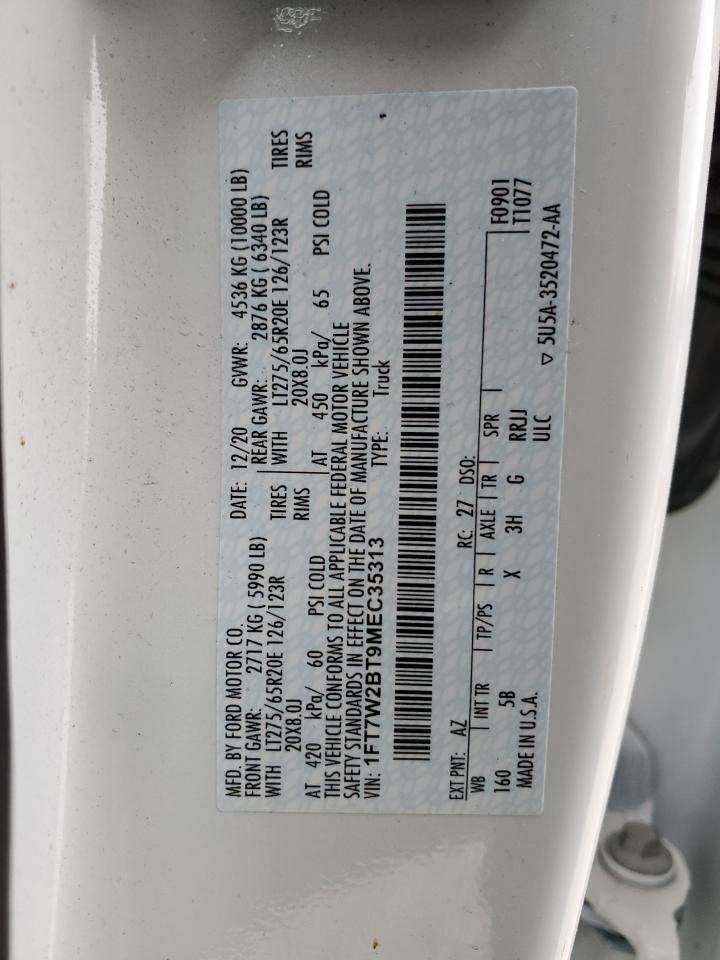 MFD. BY FORD MOTOR CO.
DATE: 12/20 GVWR: 4536 KG (10000 LB)
FRONT GAWR: 2717 KG ( 5990 LB) REAR GAWR: 2876 KG ( 6340 LB)
WITH LT275/65R20E 126/123R TIRES WITH LT275/65R20E 126/123R TIRES
20X8.0J RIMS 20X8.0J RIMS
AT 420 kPa/ 60 PSI COLD AT 450 kPa/ 65 PSI COLD
THIS VEHICLE CONFORMS TO ALL APPLICABLE FEDERAL MOTOR VEHICLE
SAFETY STANDARDS IN EFFECT ON THE DATE OF MANUFACTURE SHOWN ABOVE.
VIN: 1FT7W2BT9MEC35313 TYPE: Truck
EXT PNT: AZ RC: 27 DSO: F0901
WB INT TR TP/PS R AXLE TR SPR T1077
160 5B X 3H G RRJJ
MADE IN U.S.A. ULC ▽ 5U5A-3520472-AA